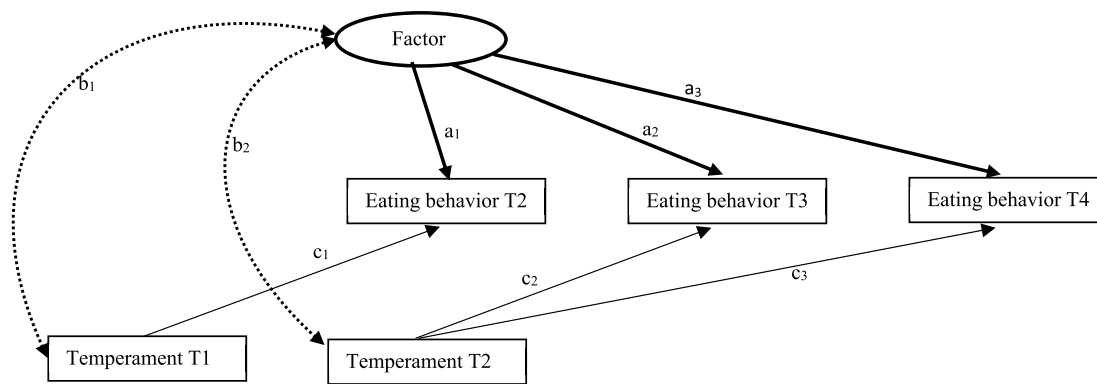 Factor
b₁
a₃
a₁
a₂
b₂
Eating behavior T2
Eating behavior T3
Eating behavior T4
c₁
c₂
c₃
Temperament T1
Temperament T2